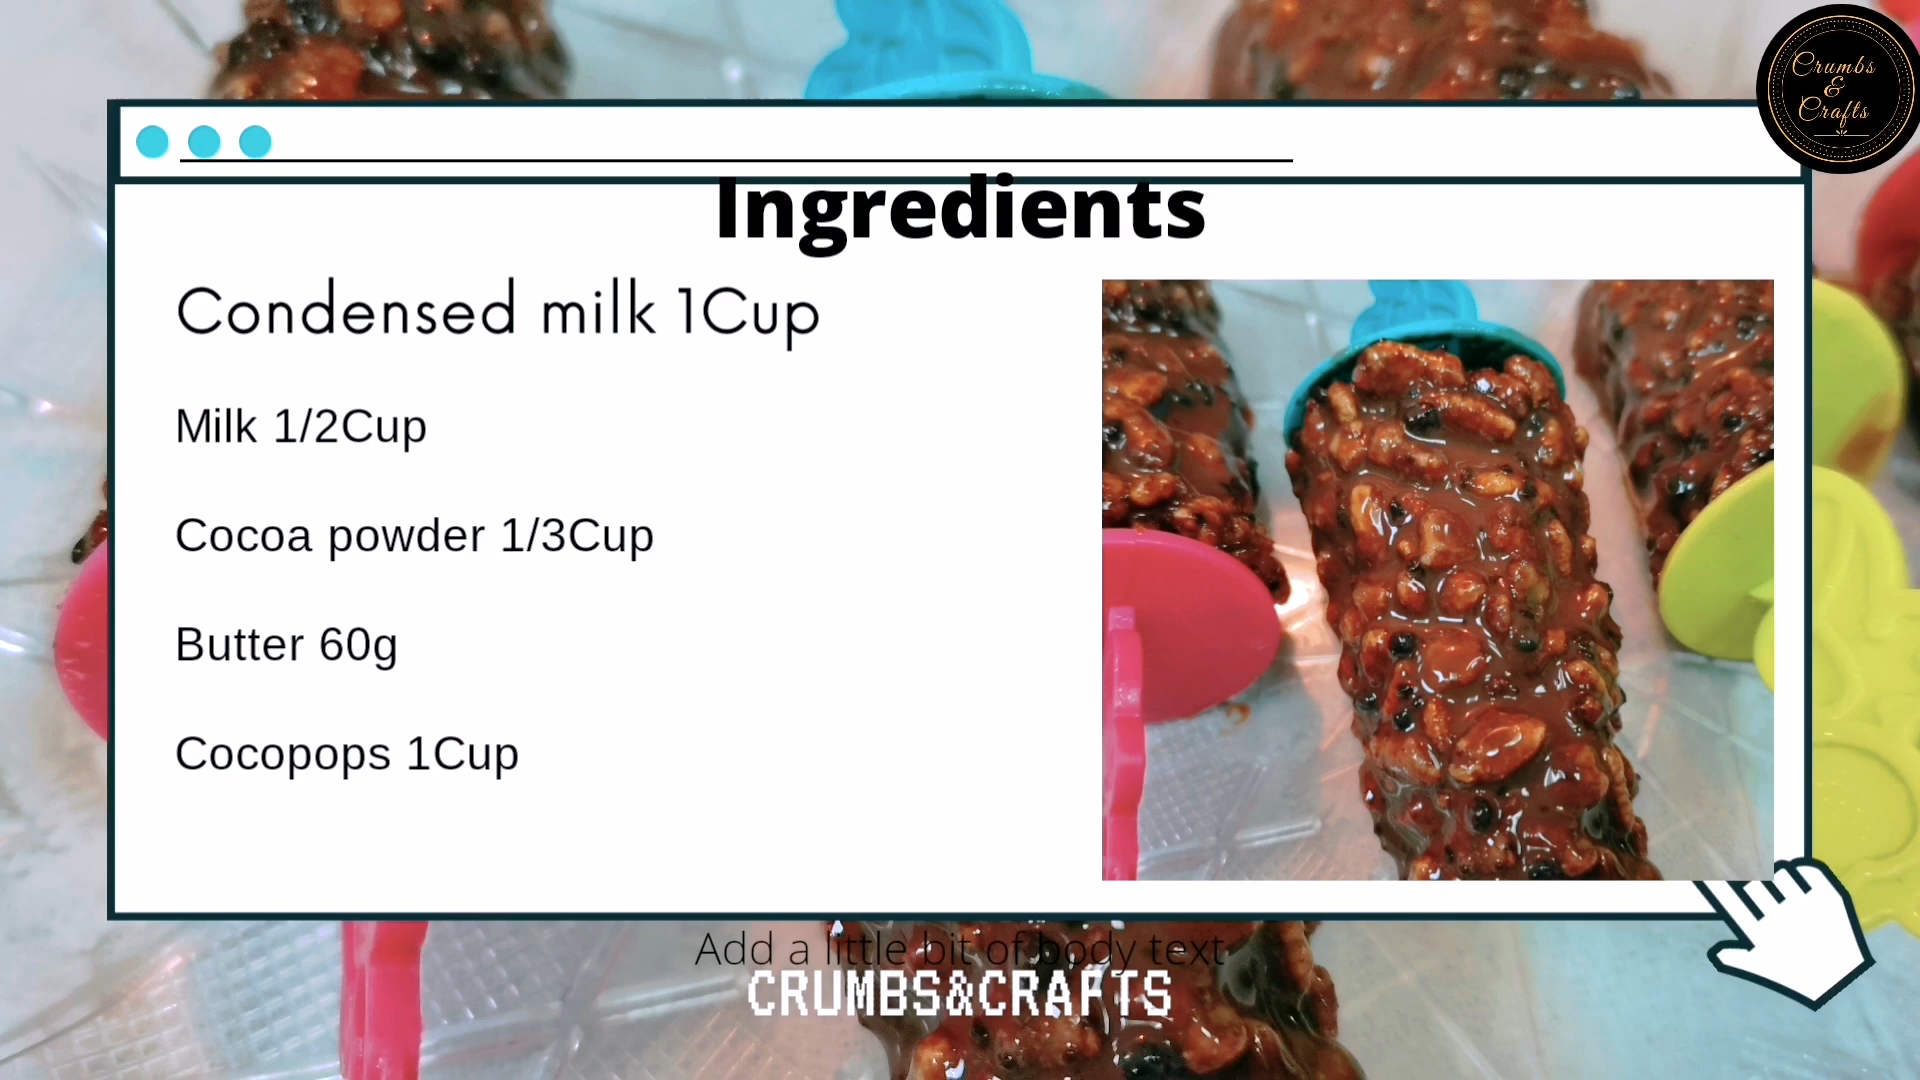 Crumbs
&
Crafts
Ingredients
Condensed milk 1Cup
Milk 1/2Cup
Cocoa powder 1/3Cup
Butter 60g
Cocopops 1Cup
Add a little bit of body text
CRUMBS&CRAFTS